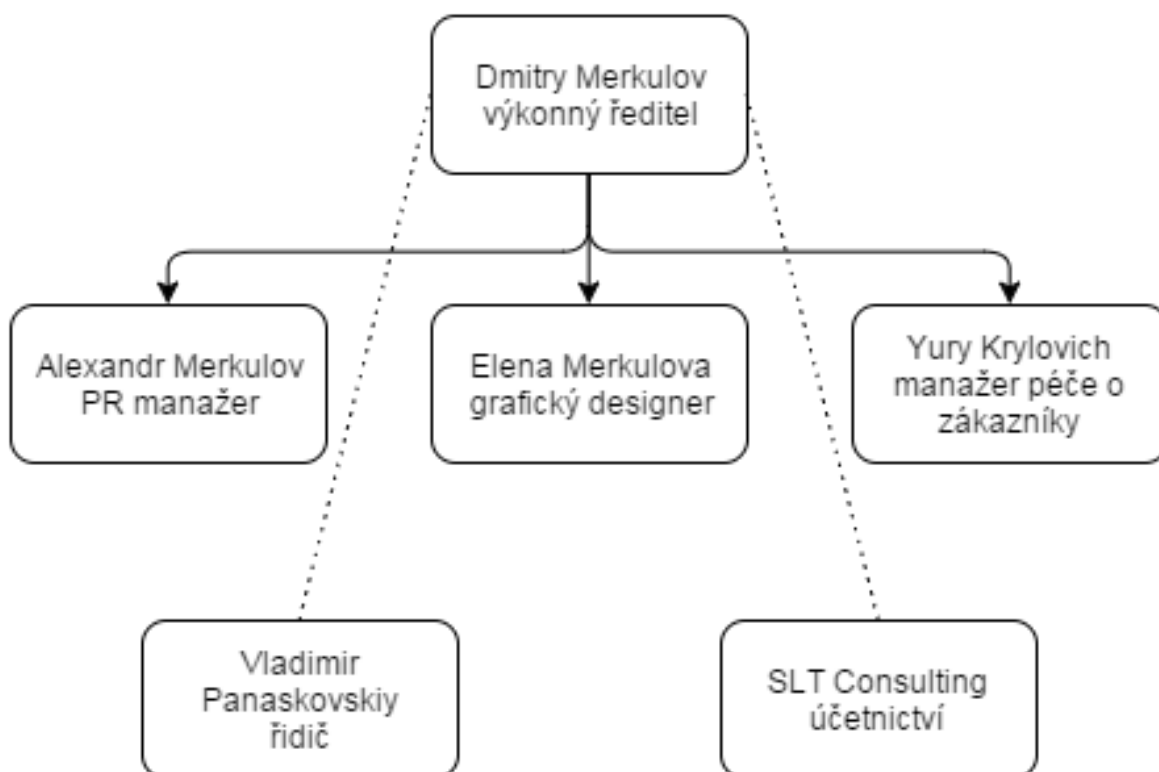 Dmitry Merkulov
výkonný ředitel
Alexandr Merkulov
PR manažer
Elena Merkulova
grafický designer
Yury Krylovich
manažer péče o
zákazníky
Vladimir
Panaskovskiy
řidič
SLT Consulting
účetnictví